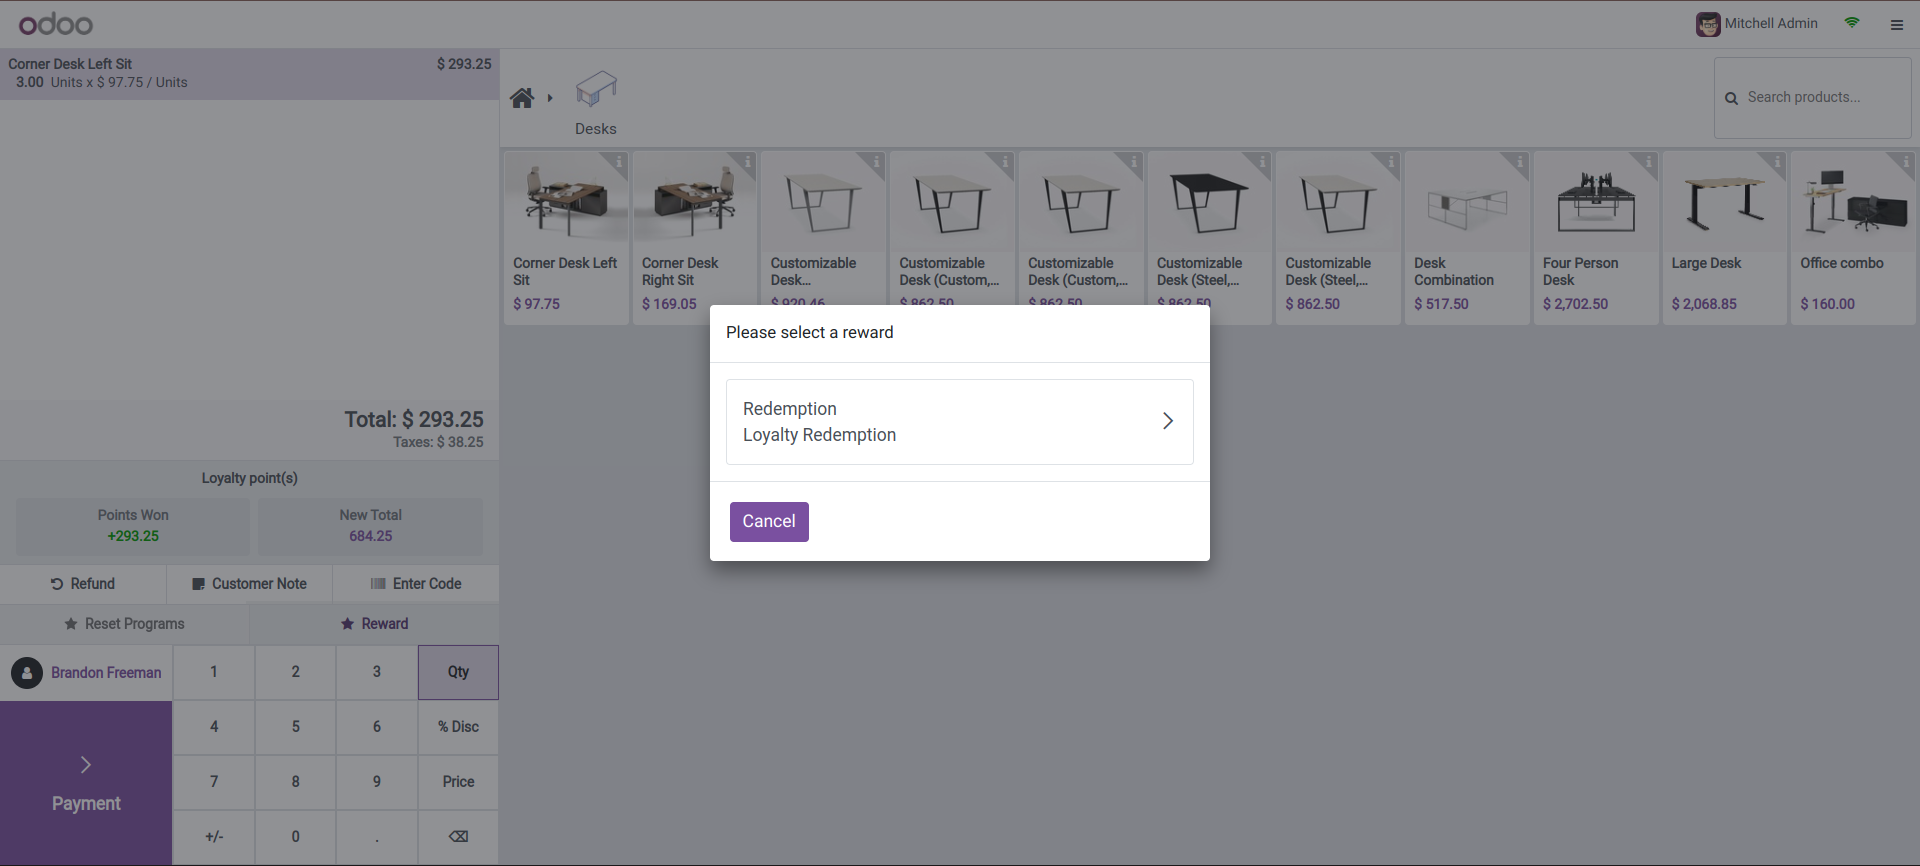 odoo
Mitchell Admin
Corner Desk Left Sit $ 293.25
3.00 Units x $ 97.75 / Units
Desks
Search products...
Corner Desk Left Sit
$ 97.75
Corner Desk Right Sit
$ 169.05
Customizable Desk...
$ 920.46
Customizable Desk (Custom,...
$ 862.50
Customizable Desk (Custom,...
$ 862.50
Customizable Desk (Steel,...
$ 862.50
Customizable Desk (Steel,...
$ 862.50
Desk Combination
$ 517.50
Four Person Desk
$ 2,702.50
Large Desk
$ 2,068.85
Office combo
$ 160.00
Please select a reward
Redemption
Loyalty Redemption
Cancel
Total: $ 293.25
Taxes: $ 38.25
Loyalty point(s)
Points Won
+293.25
New Total
684.25
Refund Customer Note Enter Code
Reset Programs Reward
Brandon Freeman
1 2 3 Qty
4 5 6 % Disc
7 8 9 Price
+/- 0 . ⌫
Payment